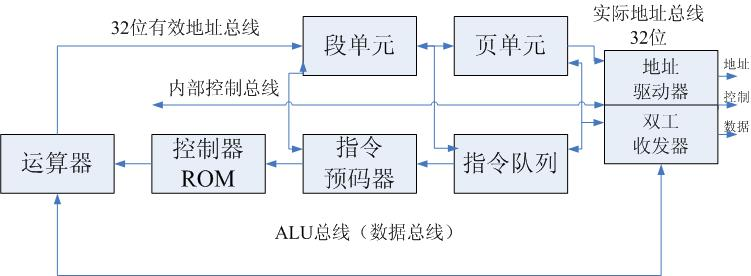 32位有效地址总线
段单元
页单元
实际地址总线
32位
地址
驱动器
地址
内部控制总线
控制
双工
收发器
数据
运算器
控制器
ROM
指令
预码器
指令队列
ALU总线（数据总线）